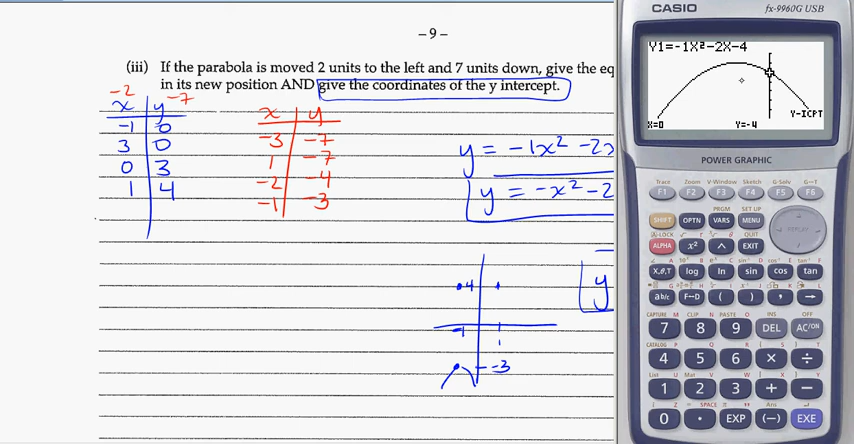 – 9 –
(iii) If the parabola is moved 2 units to the left and 7 units down, give the eq
in its new position AND give the coordinates of the y intercept.
-2 -7
x y
-1 0
3 0
0 3
1 4
x y
-3 -7
1 -7
-2 -4
-1 -3
y = -1x² -2x
y = -x² -2
y
4
-1 1
-3
CASIO fx-9960G USB
Y1=-1X²-2X-4
Y-ICPT
X=0 Y=-4
POWER GRAPHIC
Trace Zoom V-Window Sketch G-Solv G↔T
F1 F2 F3 F4 F5 F6
PRGM SET UP
SHIFT OPTN VARS MENU
REPLAY
A-LOCK QUIT
ALPHA x² ^ EXIT
X,θ,T log ln sin cos tan
a b/c F↔D ( ) , →
CAPTURE CLIP PASTE INS OFF
7 8 9 DEL AC/ON
CATALOG
4 5 6 × ÷
List Mat
1 2 3 + −
SPACE Ans
0 . EXP (−) EXE